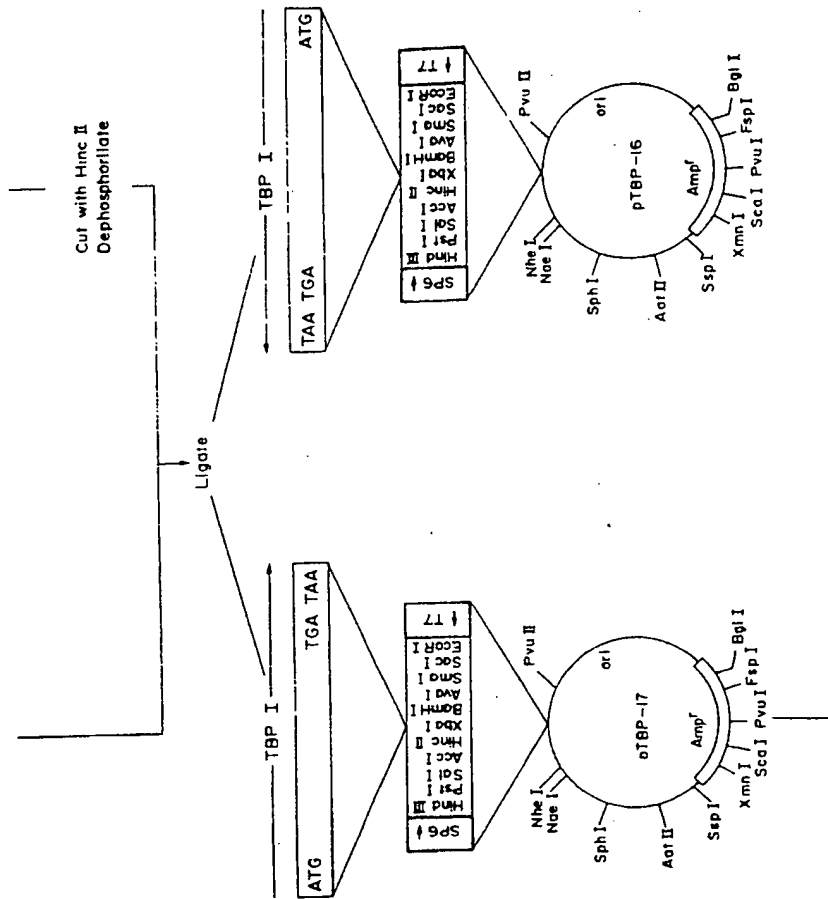 Cut with Hinc II
Dephosphorilate
Ligate
TBP I
ATG
TGA TAA
SP6
Hind III
Pst I
Sal I
Acc I
Hinc II
Xba I
BamH I
Ava I
Sma I
Sac I
EcoR I
T7
Pvu II
Nhe I
Nae I
ori
Sph I
pTBP-17
Aat II
Amp^r
Ssp I
Xmn I
Sca I
Pvu I
Fsp I
Bgl I
TBP I
TAA TGA
ATG
SP6
Hind III
Pst I
Sal I
Acc I
Hinc II
Xba I
BamH I
Ava I
Sma I
Sac I
EcoR I
T7
Pvu II
Nhe I
Nae I
ori
Sph I
pTBP-16
Aat II
Amp^r
Ssp I
Xmn I
Sca I
Pvu I
Fsp I
Bgl I